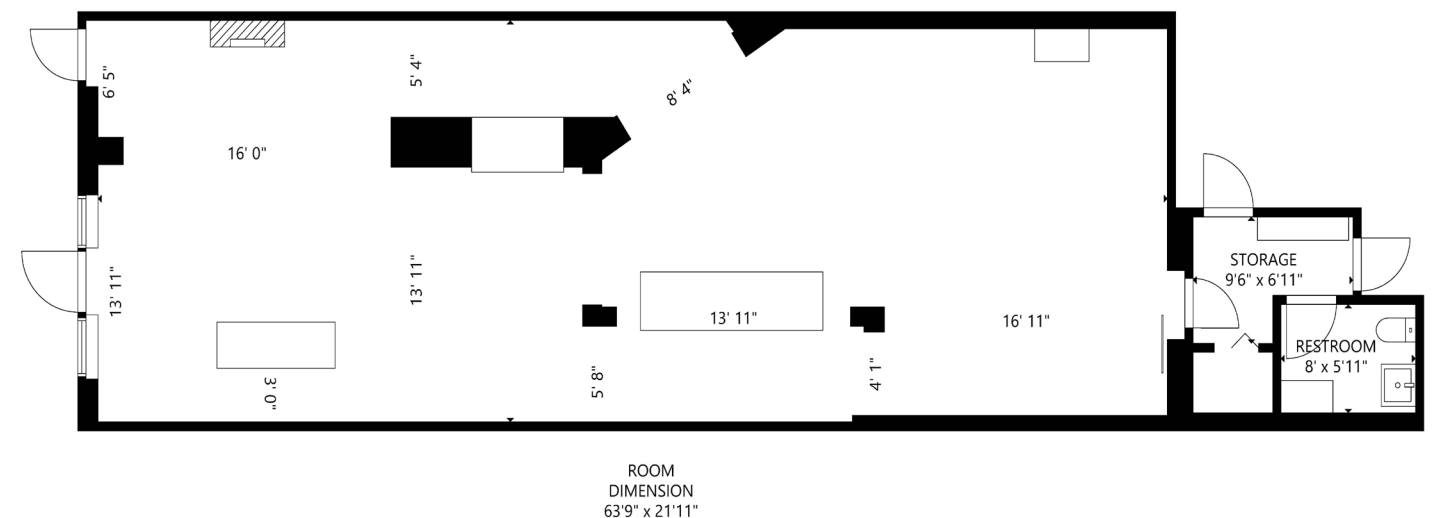 6' 5"
5' 4"
8' 4"
16' 0"
13' 11"
13' 11"
13' 11"
16' 11"
3' 0"
5' 8"
4' 1"
STORAGE
9'6" x 6'11"
RESTROOM
8' x 5'11"
ROOM
DIMENSION
63'9" x 21'11"